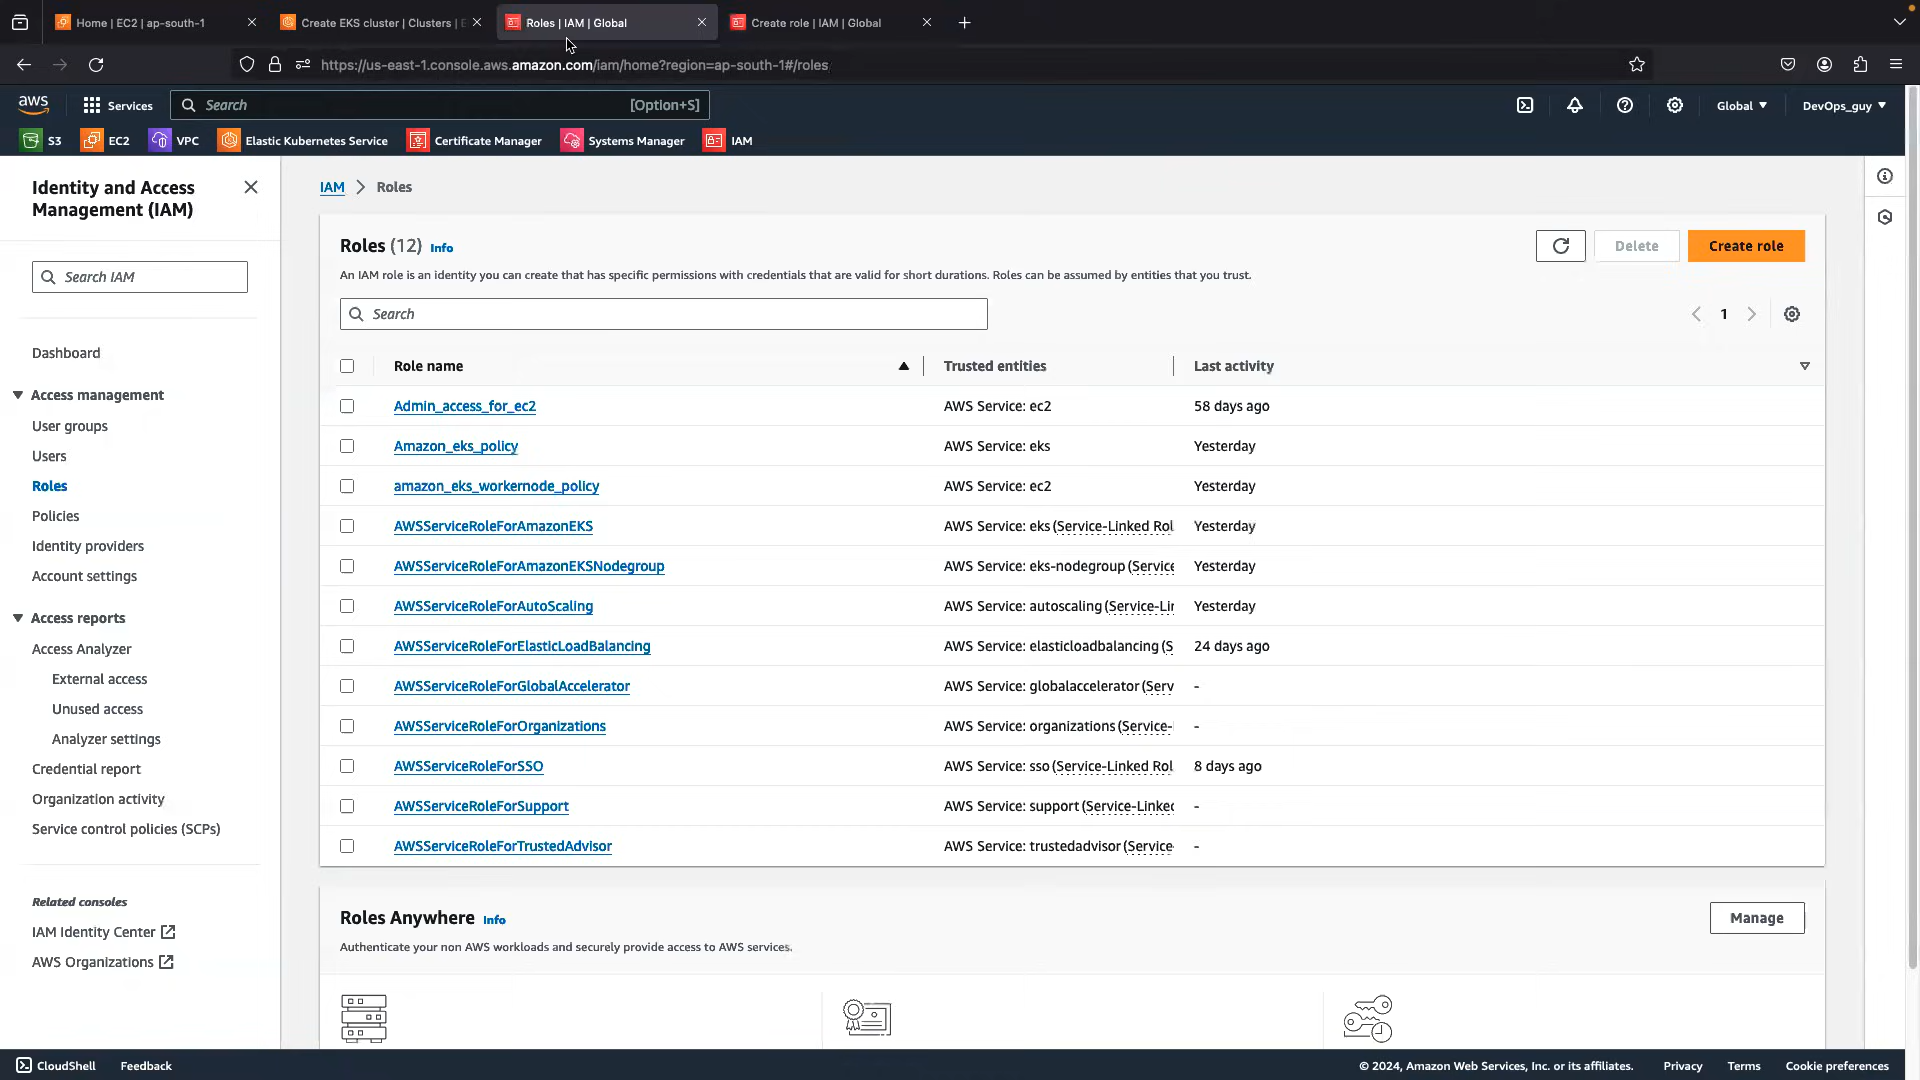 Home | EC2 | ap-south-1
Create EKS cluster | Clusters | E
Roles | IAM | Global
Create role | IAM | Global
https://us-east-1.console.aws.amazon.com/iam/home?region=ap-south-1#/roles
aws
Services
Search
[Option+S]
Global
DevOps_guy
S3
EC2
VPC
Elastic Kubernetes Service
Certificate Manager
Systems Manager
IAM
Identity and Access
Management (IAM)
Search IAM
Dashboard
Access management
User groups
Users
Roles
Policies
Identity providers
Account settings
Access reports
Access Analyzer
External access
Unused access
Analyzer settings
Credential report
Organization activity
Service control policies (SCPs)
Related consoles
IAM Identity Center
AWS Organizations
IAM > Roles
Roles (12) Info
Delete
Create role
An IAM role is an identity you can create that has specific permissions with credentials that are valid for short durations. Roles can be assumed by entities that you trust.
Search
1
Role name Trusted entities Last activity
Admin_access_for_ec2 AWS Service: ec2 58 days ago
Amazon_eks_policy AWS Service: eks Yesterday
amazon_eks_workernode_policy AWS Service: ec2 Yesterday
AWSServiceRoleForAmazonEKS AWS Service: eks (Service-Linked Rol Yesterday
AWSServiceRoleForAmazonEKSNodegroup AWS Service: eks-nodegroup (Service Yesterday
AWSServiceRoleForAutoScaling AWS Service: autoscaling (Service-Lin Yesterday
AWSServiceRoleForElasticLoadBalancing AWS Service: elasticloadbalancing (S 24 days ago
AWSServiceRoleForGlobalAccelerator AWS Service: globalaccelerator (Serv -
AWSServiceRoleForOrganizations AWS Service: organizations (Service- -
AWSServiceRoleForSSO AWS Service: sso (Service-Linked Rol 8 days ago
AWSServiceRoleForSupport AWS Service: support (Service-Linked -
AWSServiceRoleForTrustedAdvisor AWS Service: trustedadvisor (Service -
Roles Anywhere Info
Manage
Authenticate your non AWS workloads and securely provide access to AWS services.
CloudShell
Feedback
© 2024, Amazon Web Services, Inc. or its affiliates.
Privacy
Terms
Cookie preferences